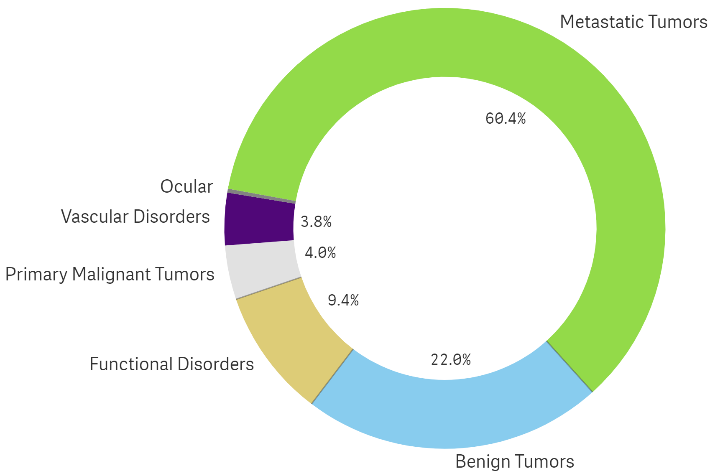 Metastatic Tumors
60.4%
Ocular
Vascular Disorders
3.8%
Primary Malignant Tumors
4.0%
Functional Disorders
9.4%
Benign Tumors
22.0%